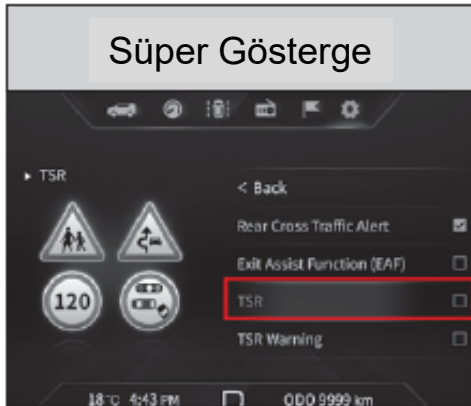 Süper Gösterge
TSR
< Back
Rear Cross Traffic Alert
Exit Assist Function (EAF)
120
TSR
TSR Warning
18°C 4:43 PM
ODO 9999 km